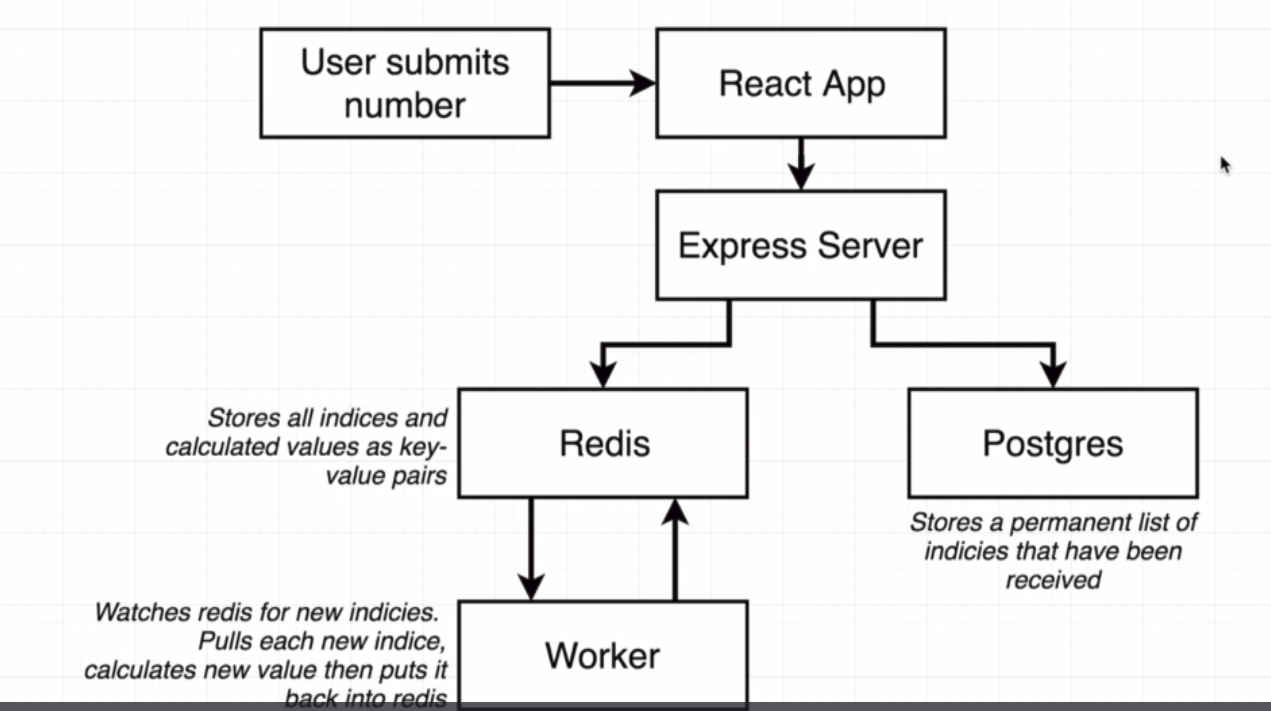 User submits
number
React App
Express Server
Stores all indices and
calculated values as key-
value pairs
Redis
Postgres
Stores a permanent list of
indicies that have been
received
Watches redis for new indicies.
Pulls each new indice,
calculates new value then puts it
back into redis
Worker